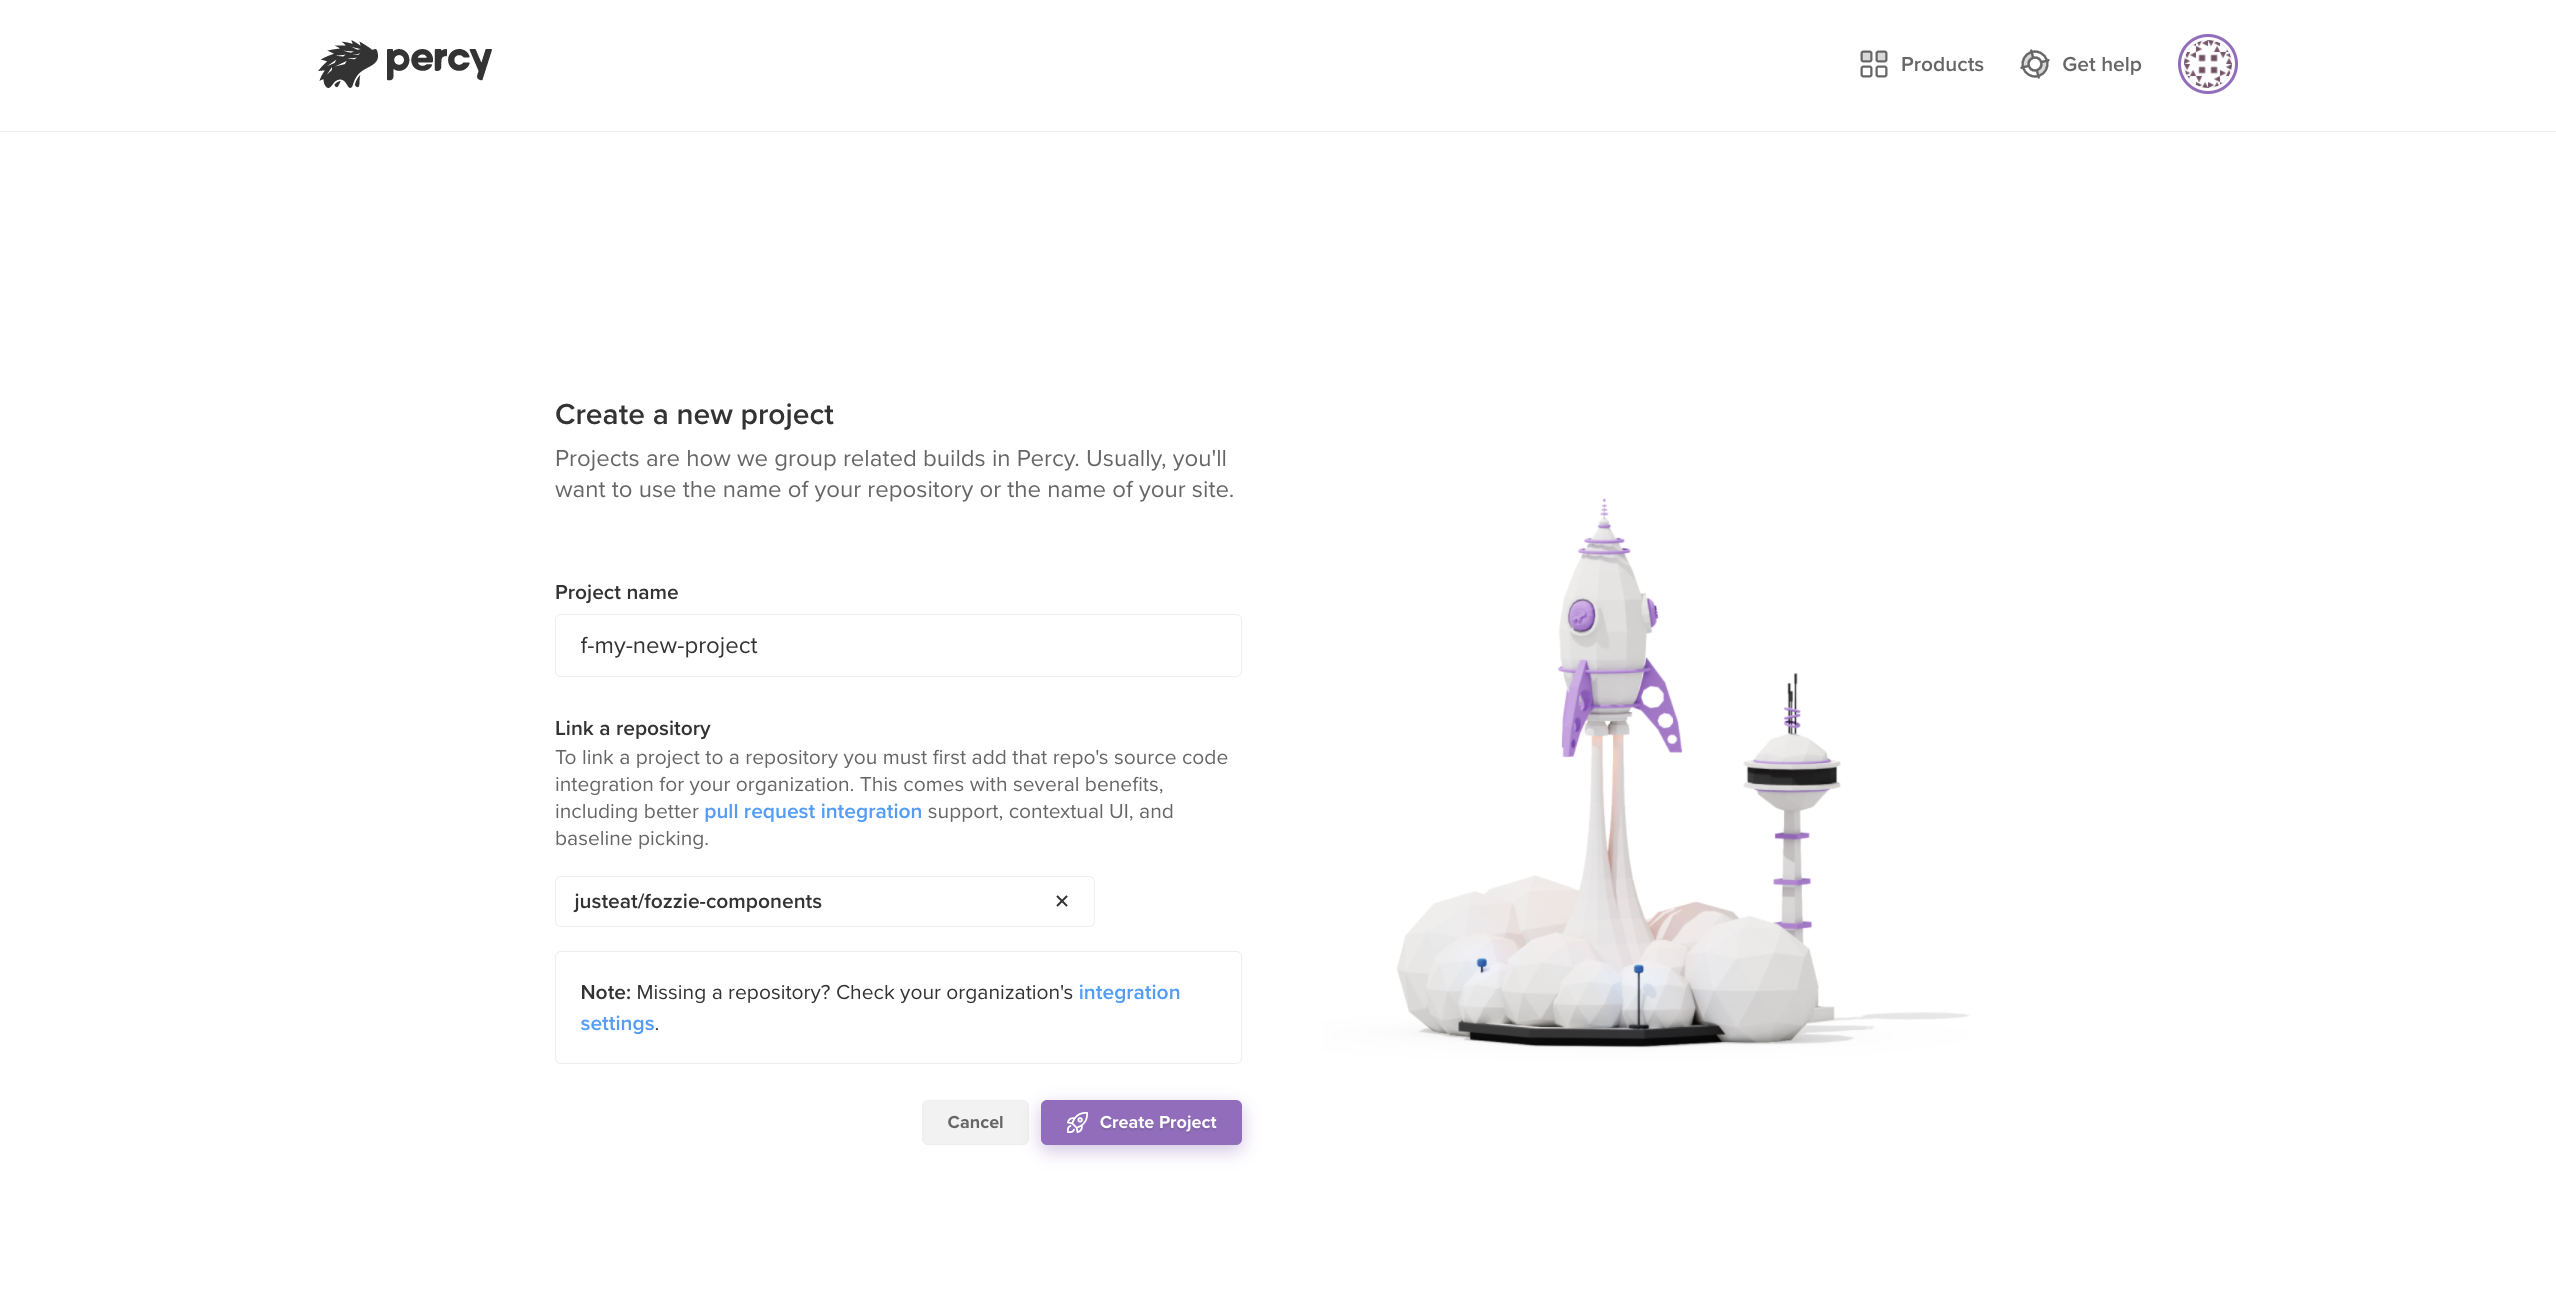 percy
Products
Get help
Create a new project
Projects are how we group related builds in Percy. Usually, you'll
want to use the name of your repository or the name of your site.
Project name
f-my-new-project
Link a repository
To link a project to a repository you must first add that repo's source code
integration for your organization. This comes with several benefits,
including better pull request integration support, contextual UI, and
baseline picking.
justeat/fozzie-components
Note: Missing a repository? Check your organization's integration
settings.
Cancel
Create Project